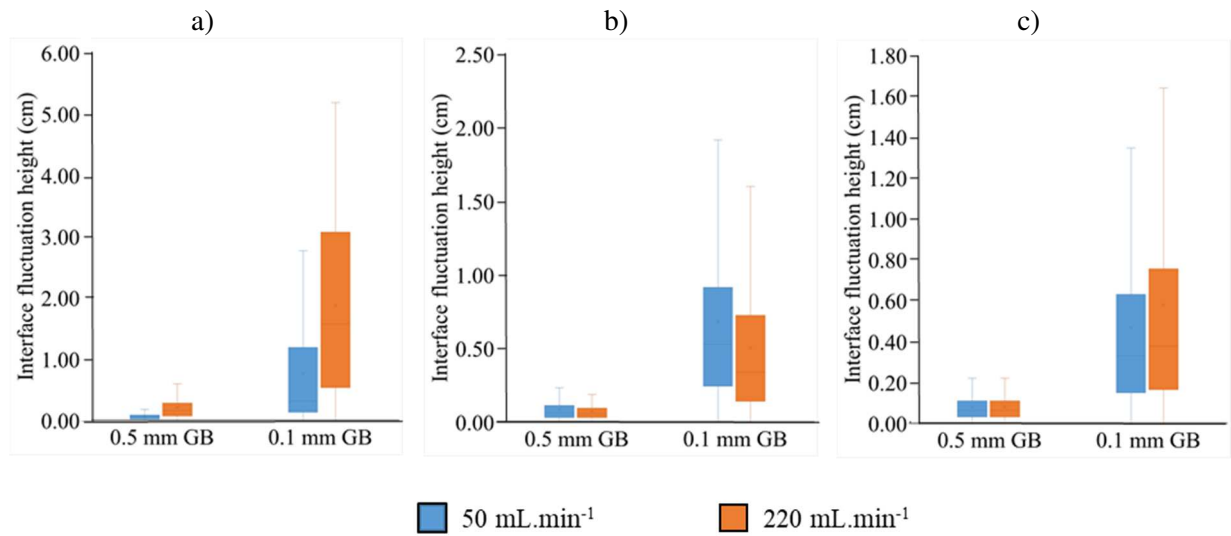 a)
Interface fluctuation height (cm)
6.00
5.00
4.00
3.00
2.00
1.00
0.00
0.5 mm GB
0.1 mm GB
b)
Interface fluctuation height (cm)
2.50
2.00
1.50
1.00
0.50
0.00
0.5 mm GB
0.1 mm GB
c)
Interface fluctuation height (cm)
1.80
1.60
1.40
1.20
1.00
0.80
0.60
0.40
0.20
0.00
0.5 mm GB
0.1 mm GB
50 mL.min⁻¹
220 mL.min⁻¹